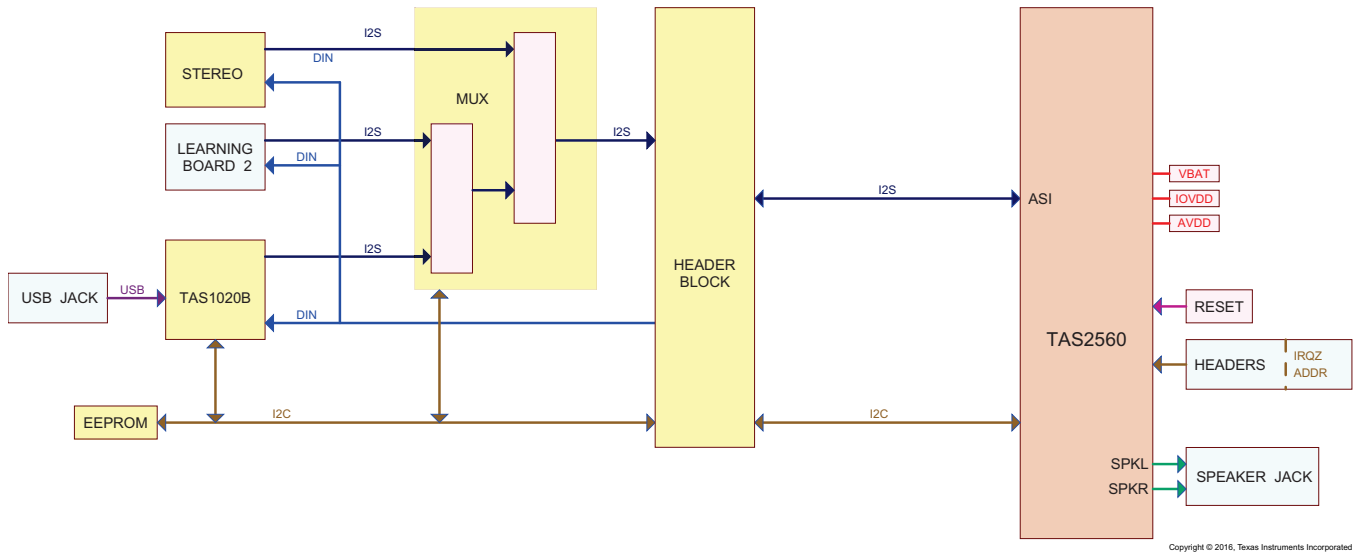 I2S
DIN
STEREO
MUX
I2S
LEARNING
BOARD 2
DIN
I2S
I2S
ASI
VBAT
IOVDD
AVDD
I2S
HEADER
BLOCK
USB JACK
USB
TAS1020B
DIN
RESET
TAS2560
HEADERS
IRQZ
ADDR
EEPROM
I2C
I2C
SPKL
SPKR
SPEAKER JACK
Copyright © 2016, Texas Instruments Incorporated